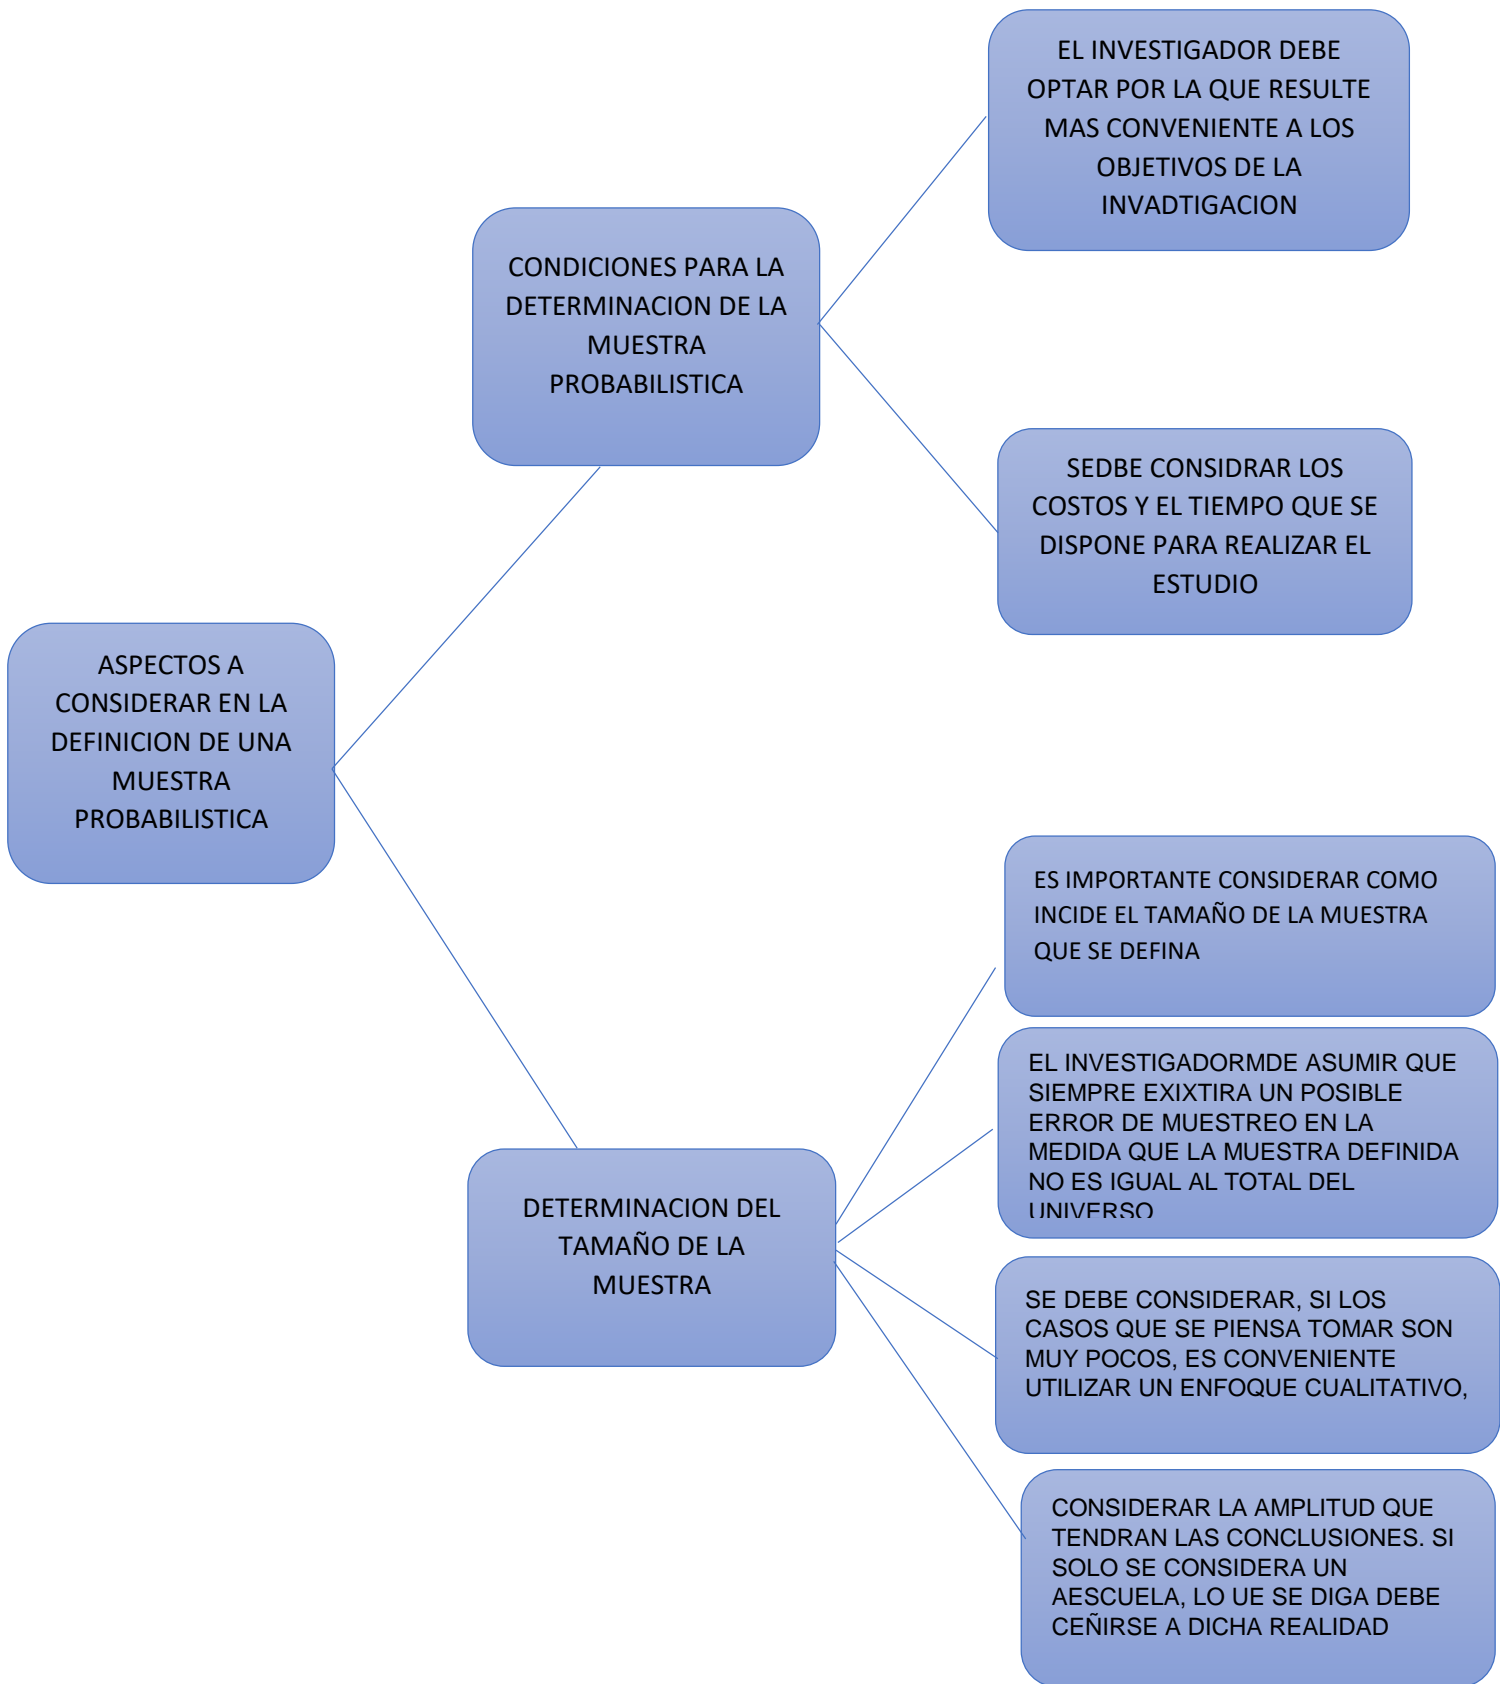 EL INVESTIGADOR DEBE
OPTAR POR LA QUE RESULTE
MAS CONVENIENTE A LOS
OBJETIVOS DE LA
INVADTIGACION
CONDICIONES PARA LA
DETERMINACION DE LA
MUESTRA
PROBABILISTICA
SEDBE CONSIDRAR LOS
COSTOS Y EL TIEMPO QUE SE
DISPONE PARA REALIZAR EL
ESTUDIO
ASPECTOS A
CONSIDERAR EN LA
DEFINICION DE UNA
MUESTRA
PROBABILISTICA
ES IMPORTANTE CONSIDERAR COMO
INCIDE EL TAMAÑO DE LA MUESTRA
QUE SE DEFINA
EL INVESTIGADORMDE ASUMIR QUE
SIEMPRE EXIXTIRA UN POSIBLE
ERROR DE MUESTREO EN LA
MEDIDA QUE LA MUESTRA DEFINIDA
NO ES IGUAL AL TOTAL DEL
UNIVERSO
DETERMINACION DEL
TAMAÑO DE LA
MUESTRA
SE DEBE CONSIDERAR, SI LOS
CASOS QUE SE PIENSA TOMAR SON
MUY POCOS, ES CONVENIENTE
UTILIZAR UN ENFOQUE CUALITATIVO,
CONSIDERAR LA AMPLITUD QUE
TENDRAN LAS CONCLUSIONES. SI
SOLO SE CONSIDERA UN
AESCUELA, LO UE SE DIGA DEBE
CEÑIRSE A DICHA REALIDAD